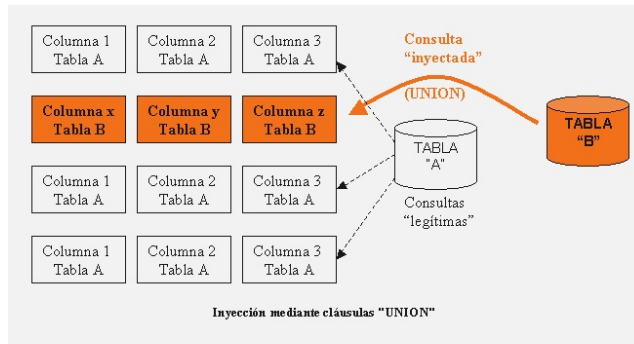 Columna 1
Tabla A
Columna 2
Tabla A
Columna 3
Tabla A
Consulta
"inyectada"
(UNION)
Columna x
Tabla B
Columna y
Tabla B
Columna z
Tabla B
TABLA
"B"
TABLA
"A"
Columna 1
Tabla A
Columna 2
Tabla A
Columna 3
Tabla A
Consultas
"legítimas"
Columna 1
Tabla A
Columna 2
Tabla A
Columna 3
Tabla A
Inyección mediante cláusulas "UNION"